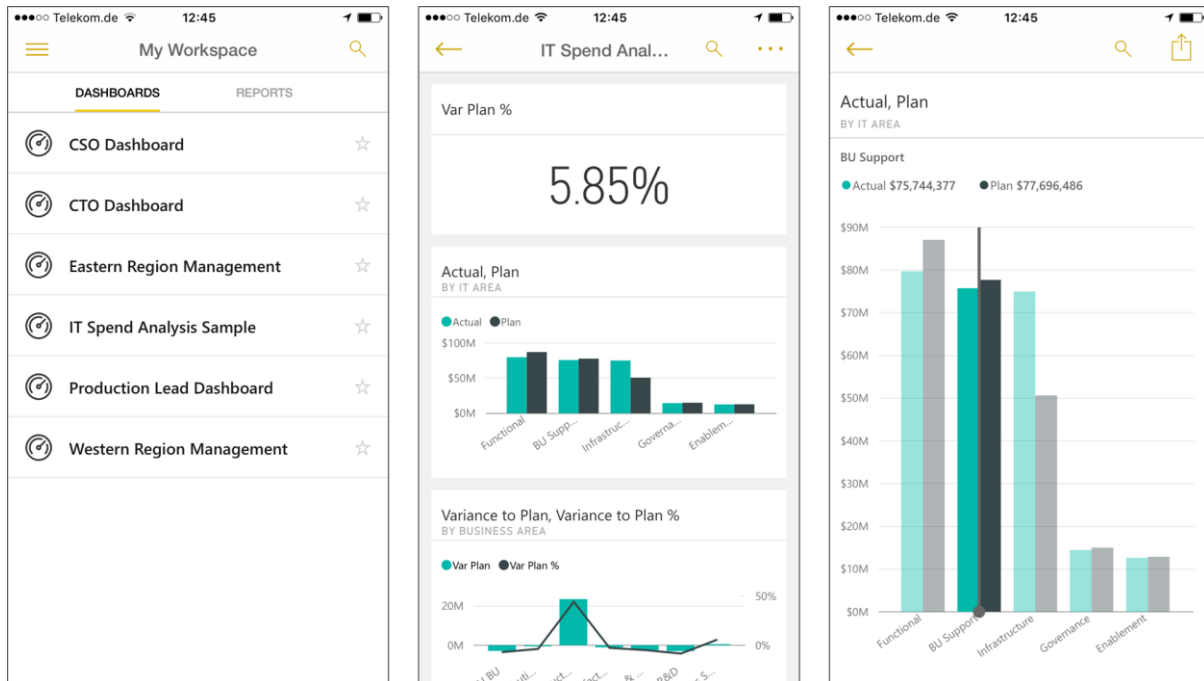 Telekom.de 12:45
My Workspace
DASHBOARDS REPORTS
CSO Dashboard
CTO Dashboard
Eastern Region Management
IT Spend Analysis Sample
Production Lead Dashboard
Western Region Management
Telekom.de 12:45
IT Spend Anal...
Var Plan %
5.85%
Actual, Plan
BY IT AREA
Actual Plan
$100M
$50M
$0M
Functional BU Supp... Infrastruc... Governa... Enablem...
Variance to Plan, Variance to Plan %
BY BUSINESS AREA
Var Plan Var Plan %
20M 50%
0M 0%
R&D
Telekom.de 12:45
Actual, Plan
BY IT AREA
BU Support
Actual $75,744,377 Plan $77,696,486
$90M
$80M
$70M
$60M
$50M
$40M
$30M
$20M
$10M
$0M
Functional BU Support Infrastructure Governance Enablement